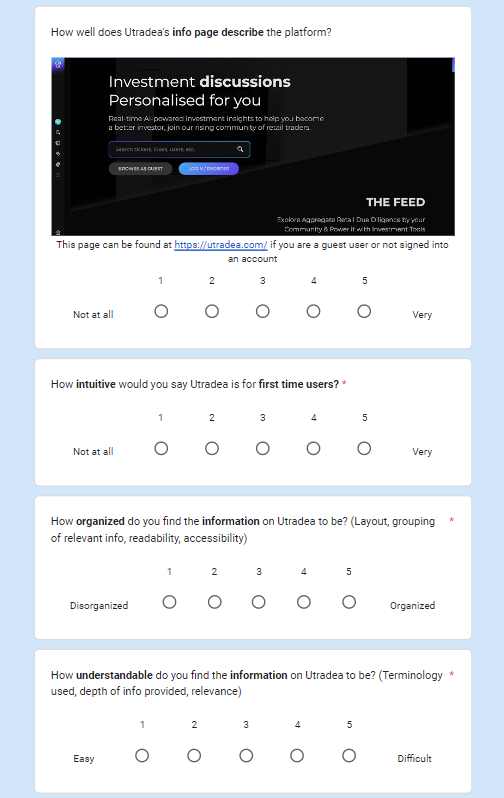 How well does Utradea's info page describe the platform?
Investment discussions
Personalised for you
Real-time AI-powered investment insights to help you become
a better investor, join our rising community of retail traders.
Search tickers, ideas, users, etc.
BROWSE AS GUEST
JOIN / REGISTER
THE FEED
Explore Aggregate Retail Due Diligence by your
Community & Power it with Investment Tools
This page can be found at https://utradea.com/ if you are a guest user or not signed into
an account
1 2 3 4 5
Not at all Very
How intuitive would you say Utradea is for first time users? *
1 2 3 4 5
Not at all Very
How organized do you find the information on Utradea to be? (Layout, grouping *
of relevant info, readability, accessibility)
1 2 3 4 5
Disorganized Organized
How understandable do you find the information on Utradea to be? (Terminology *
used, depth of info provided, relevance)
1 2 3 4 5
Easy Difficult